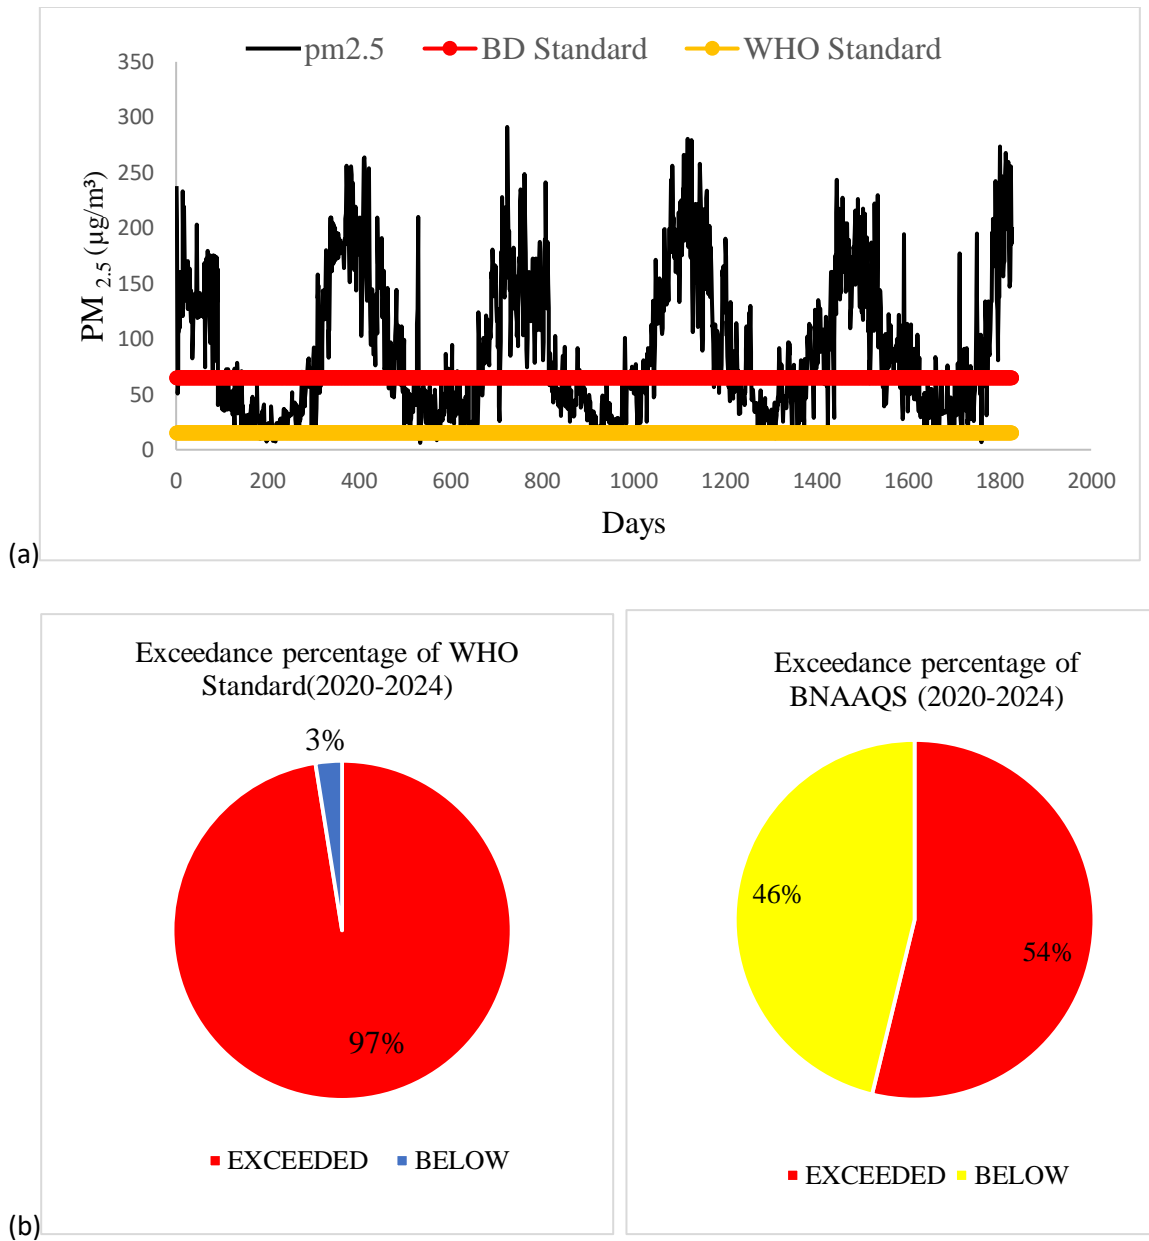 pm2.5 BD Standard WHO Standard
350
300
250
200
150
100
50
0
PM 2.5 (µg/m³)
0 200 400 600 800 1000 1200 1400 1600 1800 2000
Days
(a)
Exceedance percentage of WHO
Standard(2020-2024)
3%
97%
EXCEEDED BELOW
Exceedance percentage of
BNAAQS (2020-2024)
46%
54%
EXCEEDED BELOW
(b)